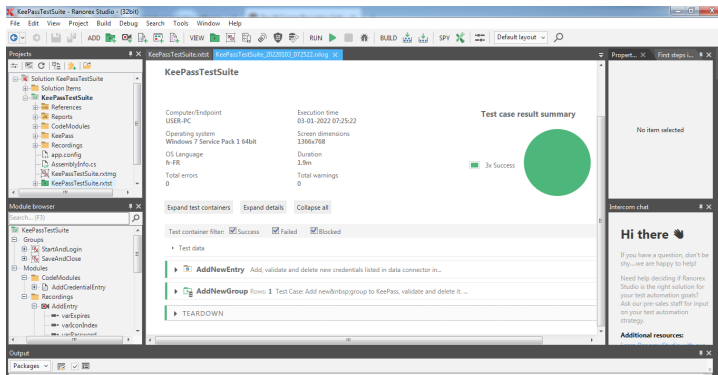 KeePassTestSuite - Ranorex Studio - (32bit)
File Edit View Project Build Debug Search Tools Window Help
ADD VIEW RUN BUILD SPY Default layout
Projects
KeePassTestSuite.rxtst KeePassTestSuite_20220103_072522.rxlog
Propert... First steps i...
Solution KeePassTestSuite
Solution Items
KeePassTestSuite
References
Reports
CodeModules
KeePass
Recordings
app.config
AssemblyInfo.cs
KeePassTestSuite.rxtmg
KeePassTestSuite.rxtst
KeePassTestSuite
Computer/Endpoint
USER-PC
Execution time
03-01-2022 07:25:22
Operating system
Windows 7 Service Pack 1 64bit
Screen dimensions
1366x768
OS Language
fr-FR
Duration
1.9m
Total errors
0
Total warnings
0
Test case result summary
3x Success
Expand test containers Expand details Collapse all
Test container filter: Success Failed Blocked
Test data
AddNewEntry Add, validate and delete new credentials listed in data connector in...
AddNewGroup Rows: 1 Test Case: Add new&nbsp;group to KeePass, validate and delete it. ...
TEARDOWN
No item selected
Module browser
Search... (F3)
KeePassTestSuite
Groups
StartAndLogin
SaveAndClose
Modules
CodeModules
AddCredentialEntry
Recordings
AddEntry
varExpires
varIconIndex
varPassword
Intercom chat
Hi there
If you have a question, don't be
shy....we are happy to help!
Need help deciding if Ranorex
Studio is the right solution for
your test automation goals?
Ask our pre-sales staff for input
on your test automation
strategy.
Additional resources:
Output
Packages